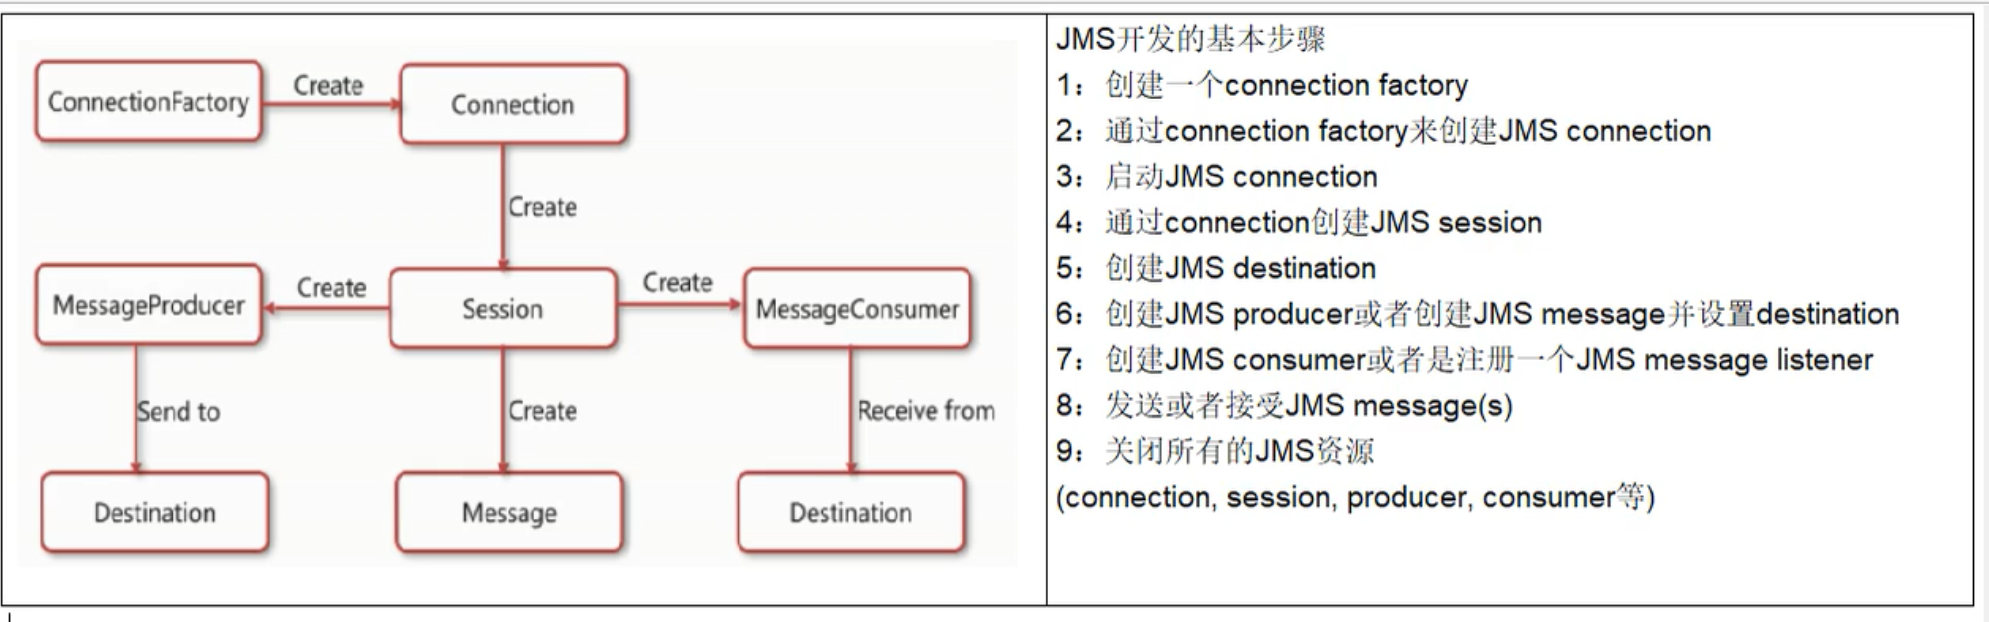 ConnectionFactory
Create
Connection
Create
MessageProducer
Create
Session
Create
MessageConsumer
Send to
Create
Receive from
Destination
Message
Destination
JMS开发的基本步骤
1：创建一个connection factory
2：通过connection factory来创建JMS connection
3：启动JMS connection
4：通过connection创建JMS session
5：创建JMS destination
6：创建JMS producer或者创建JMS message并设置destination
7：创建JMS consumer或者是注册一个JMS message listener
8：发送或者接受JMS message(s)
9：关闭所有的JMS资源
(connection, session, producer, consumer等)